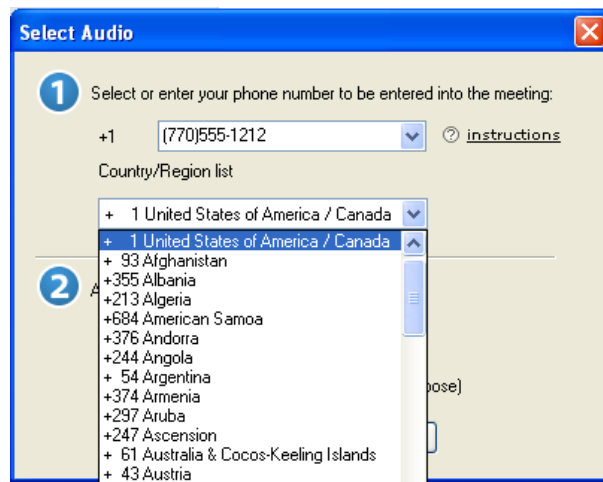 Select Audio
1 Select or enter your phone number to be entered into the meeting:
+1 (770)555-1212 ? instructions
Country/Region list
+ 1 United States of America / Canada
+ 1 United States of America / Canada
+ 93 Afghanistan
2 A
+355 Albania
+213 Algeria
+684 American Samoa
+376 Andorra
+244 Angola
+ 54 Argentina
pose)
+374 Armenia
+297 Aruba
+247 Ascension
+ 61 Australia & Cocos-Keeling Islands
+ 43 Austria